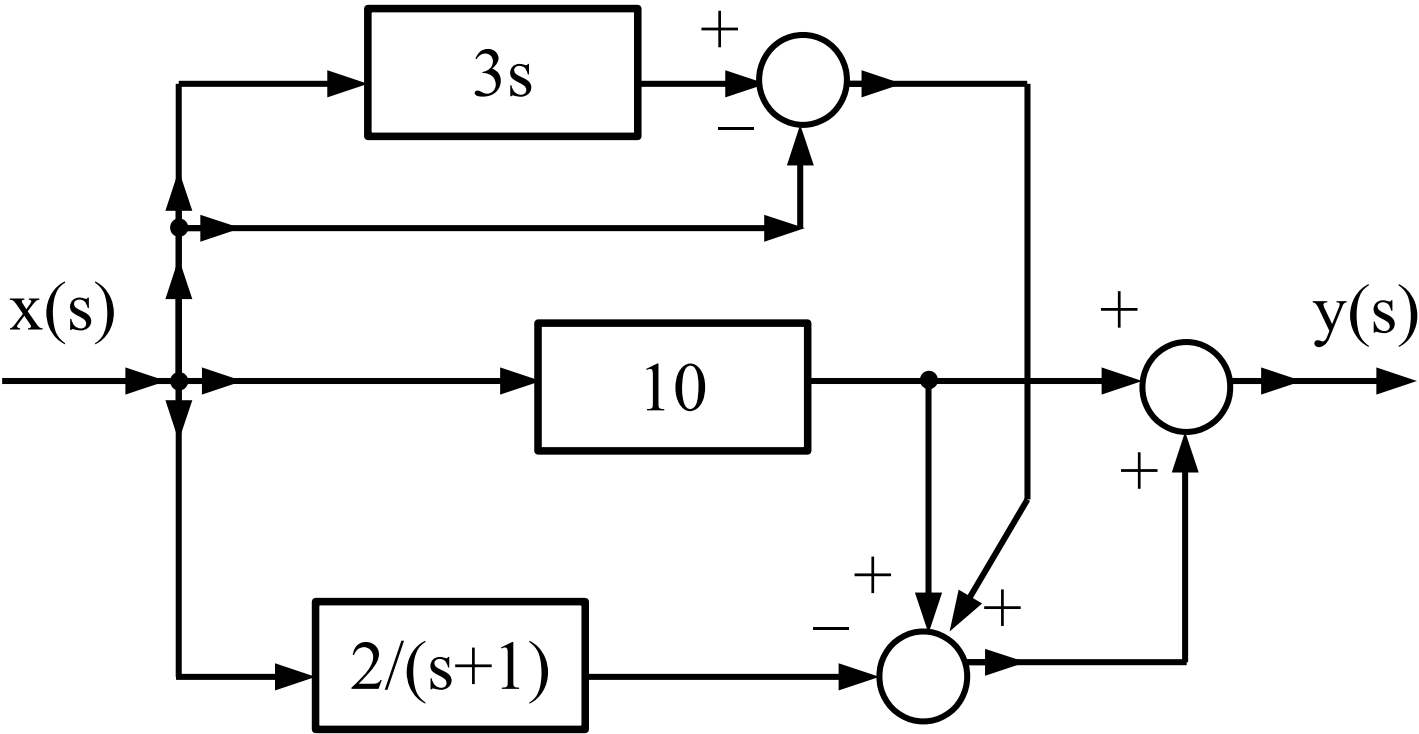 +
3s
−
x(s)
+
y(s)
10
+
+
+
−
2/(s+1)